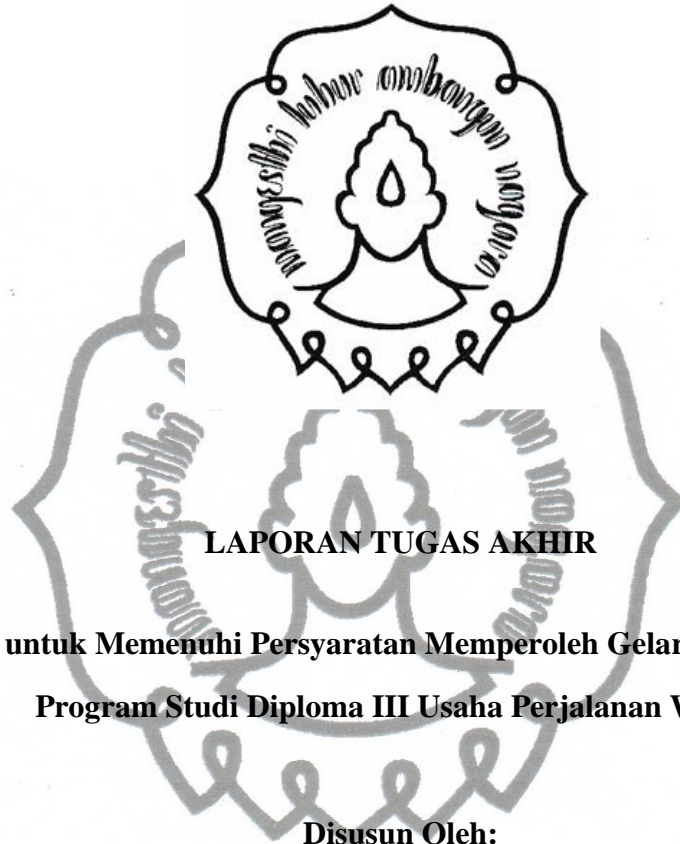 mangesthi luhur ambangun nagara
LAPORAN TUGAS AKHIR
untuk Memenuhi Persyaratan Memperoleh Gelar
Program Studi Diploma III Usaha Perjalanan W
Disusun Oleh: